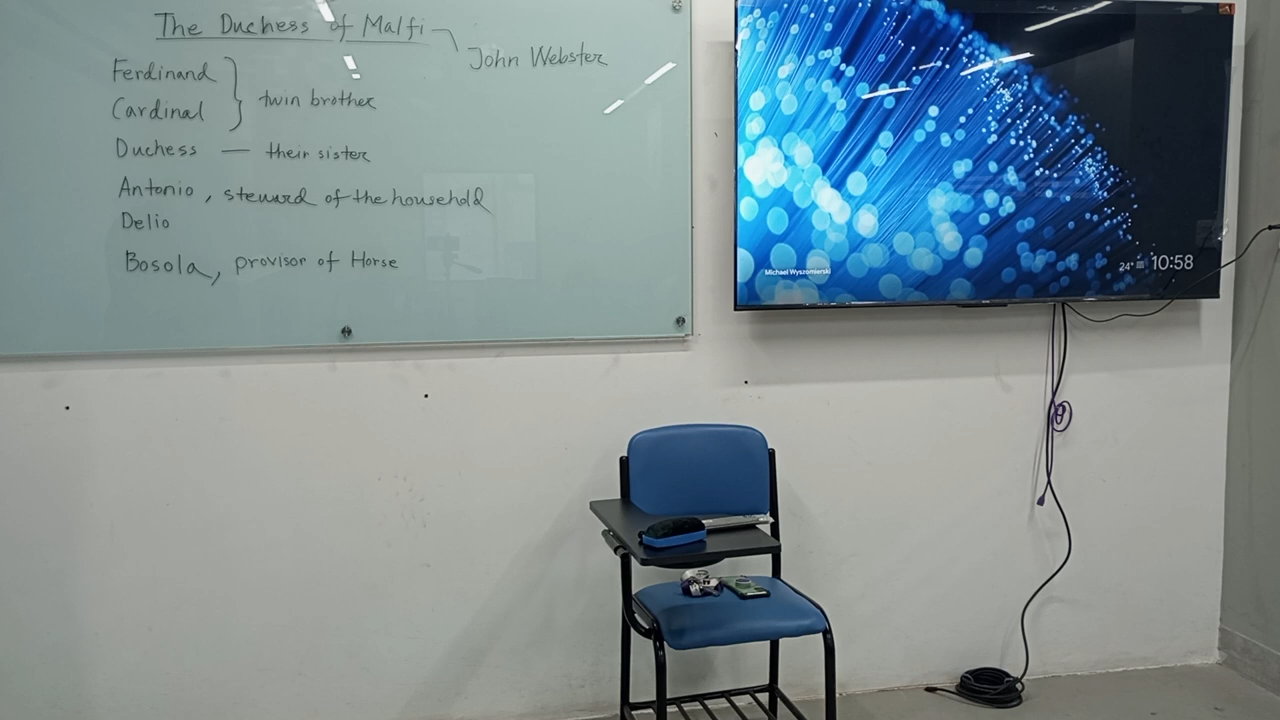 The Duchess of Malfi
John Webster
Ferdinand
Cardinal
twin brother
Duchess — their sister
Antonio, steward of the household
Delio
Bosola, provisor of Horse
Michael Wyszomierski
24° 10:58